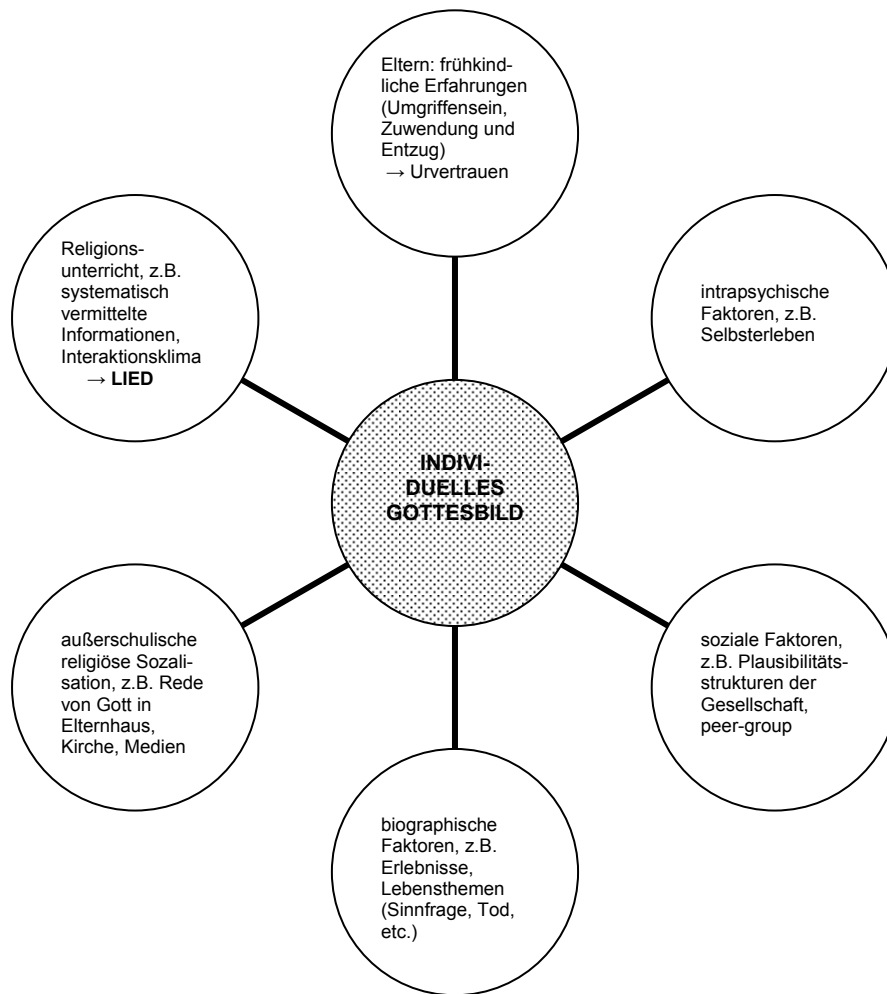 Eltern: frühkind-
liche Erfahrungen
(Umgriffensein,
Zuwendung und
Entzug)
→ Urvertrauen
Religions-
unterricht, z.B.
systematisch
vermittelte
Informationen,
Interaktionsklima
→ LIED
intrapsychische
Faktoren, z.B.
Selbsterleben
INDIVI-
DUELLES
GOTTESBILD
außerschulische
religiöse Sozali-
sation, z.B. Rede
von Gott in
Elternhaus,
Kirche, Medien
soziale Faktoren,
z.B. Plausibilitäts-
strukturen der
Gesellschaft,
peer-group
biographische
Faktoren, z.B.
Erlebnisse,
Lebensthemen
(Sinnfrage, Tod,
etc.)